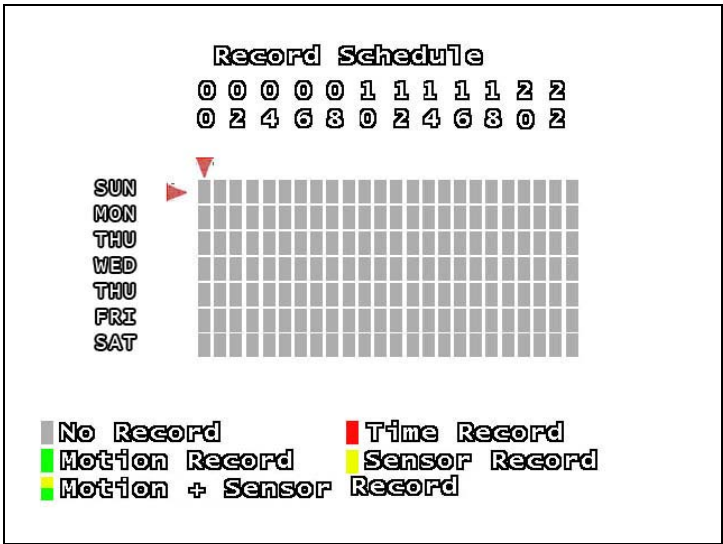 Record Schedule
0 0 0 0 0 1 1 1 1 1 2 2
0 2 4 6 8 0 2 4 6 8 0 2
SUN
MON
THU
WED
THU
FRI
SAT
No Record Time Record
Motion Record Sensor Record
Motion + Sensor Record